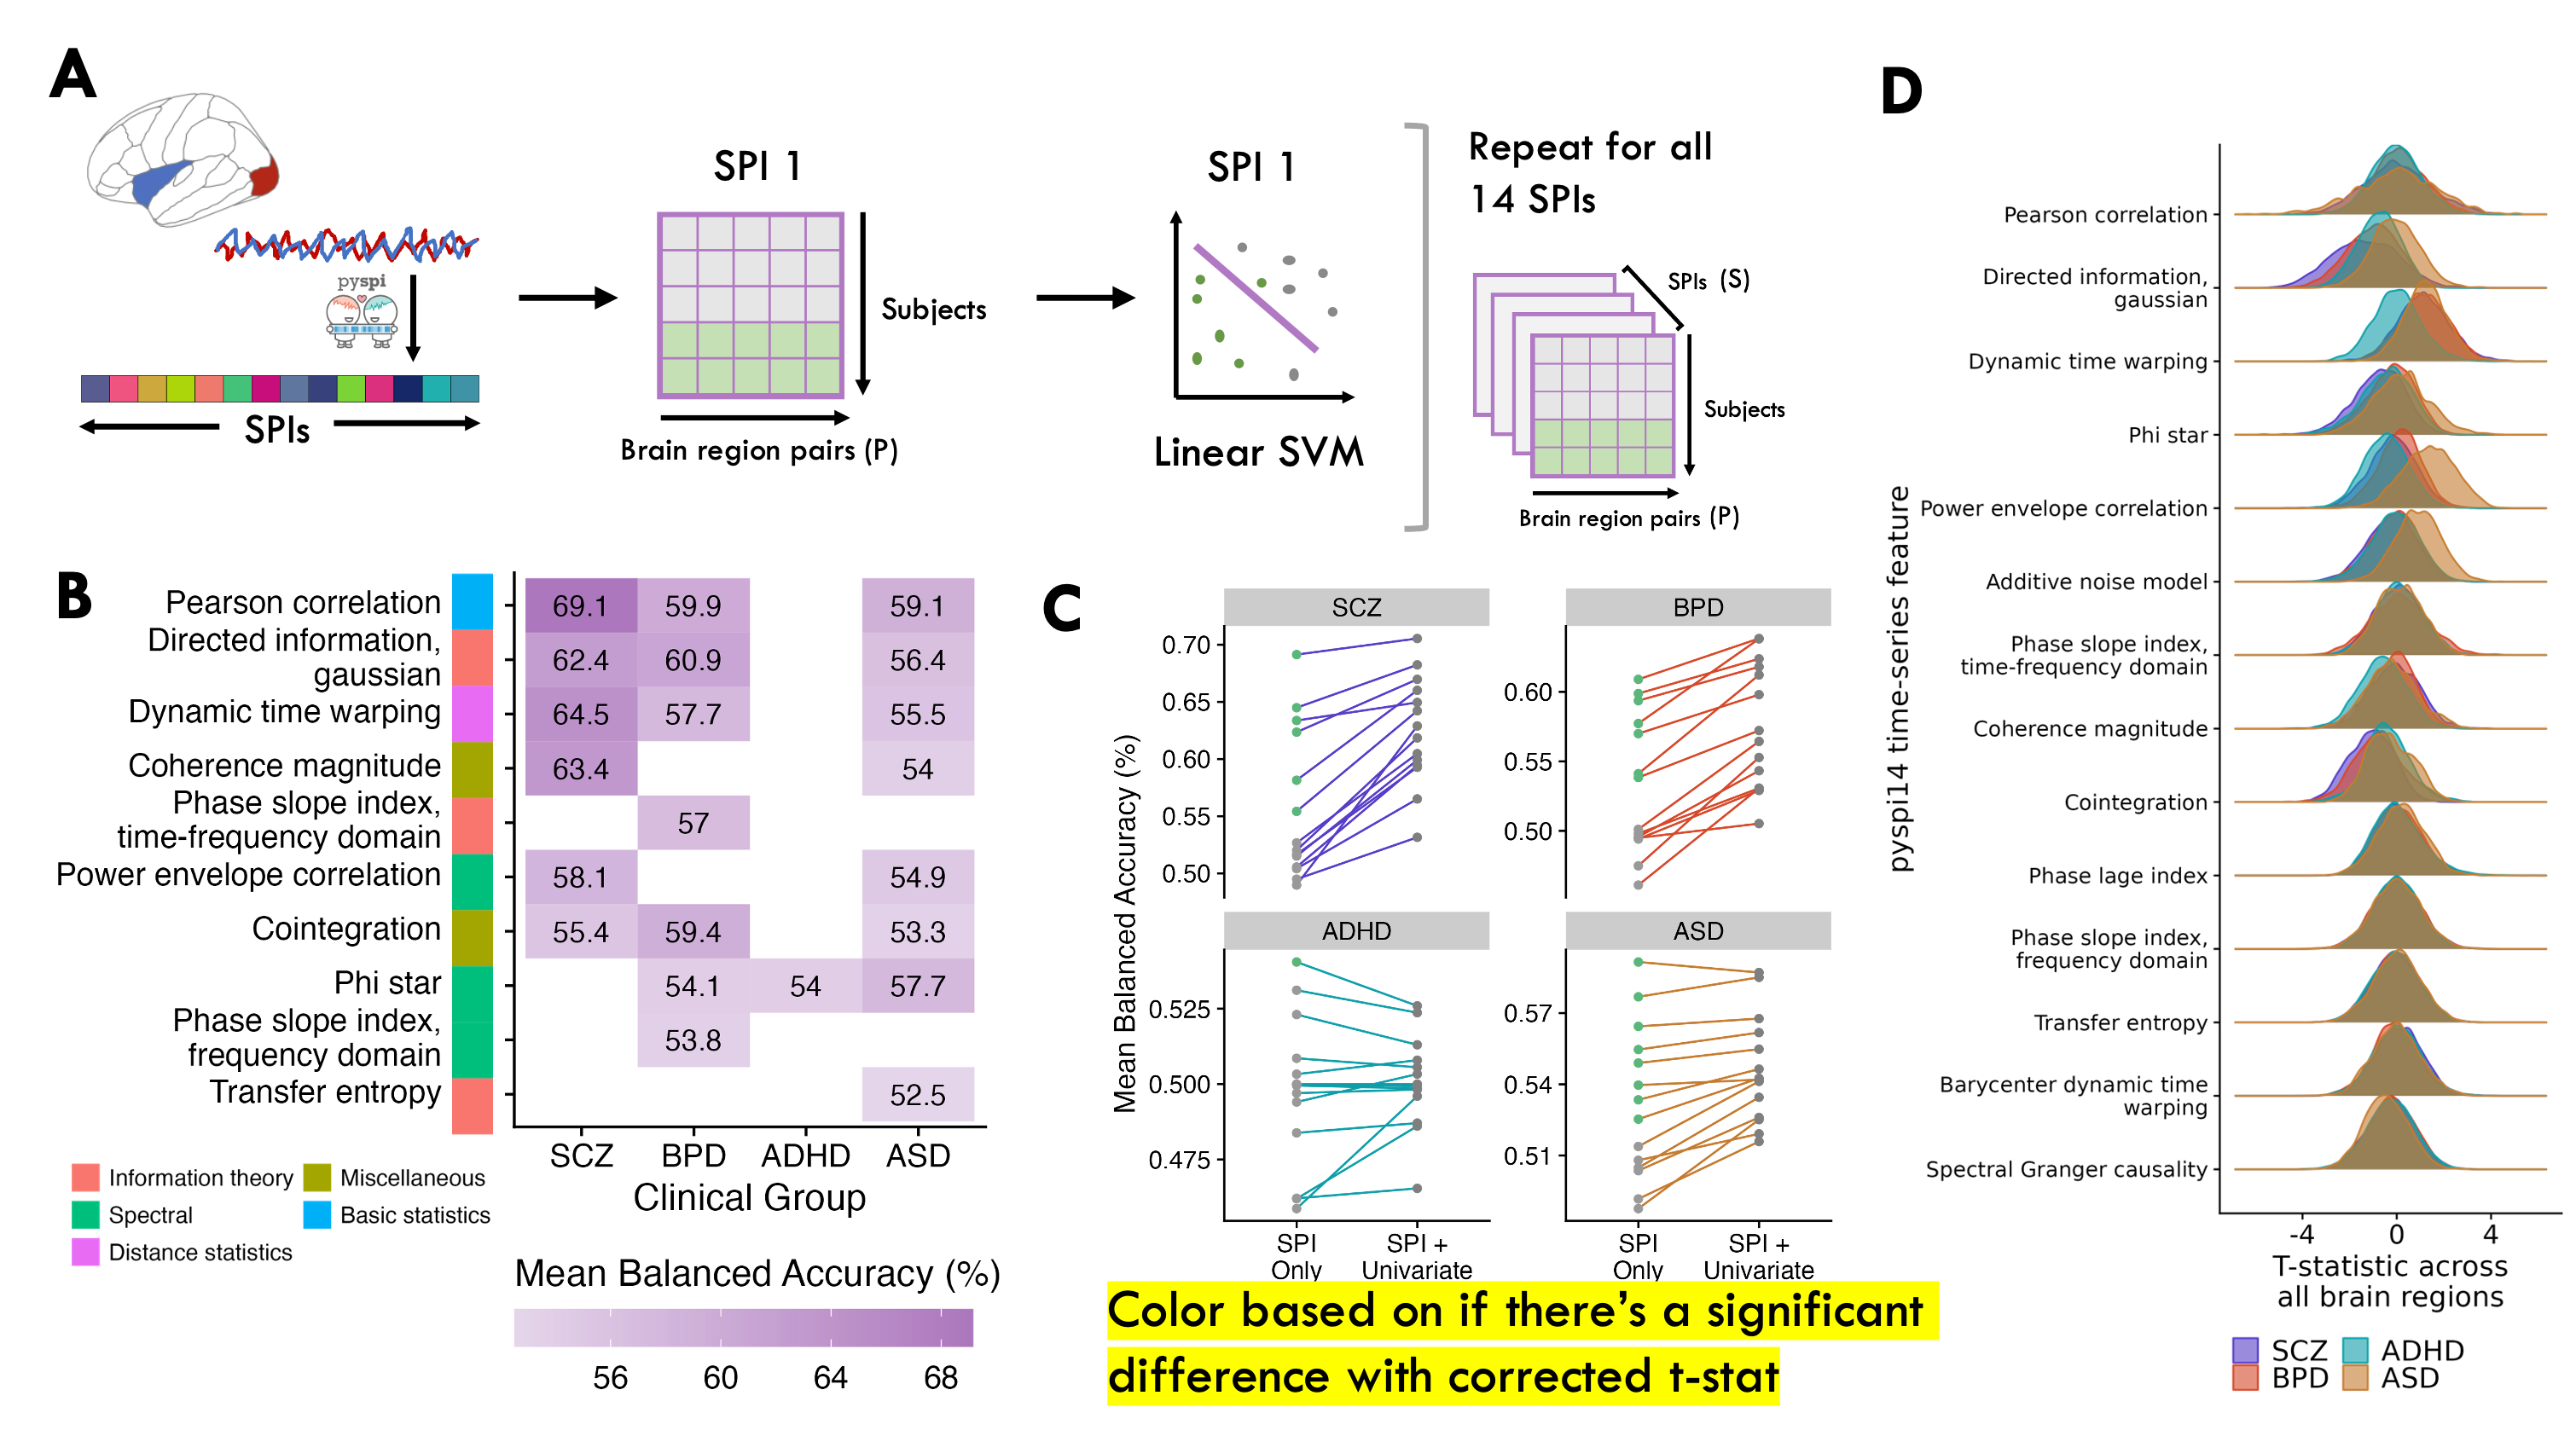 A
pyspi
SPIs
SPI 1
Subjects
Brain region pairs (P)
SPI 1
Linear SVM
Repeat for all
14 SPIs
SPIs (S)
Subjects
Brain region pairs (P)
B
Pearson correlation
Directed information,
gaussian
Dynamic time warping
Coherence magnitude
Phase slope index,
time-frequency domain
Power envelope correlation
Cointegration
Phi star
Phase slope index,
frequency domain
Transfer entropy
69.1 59.9 59.1
62.4 60.9 56.4
64.5 57.7 55.5
63.4 54
57
58.1 54.9
55.4 59.4 53.3
54.1 54 57.7
53.8
52.5
SCZ BPD ADHD ASD
Clinical Group
Information theory
Spectral
Distance statistics
Miscellaneous
Basic statistics
Mean Balanced Accuracy (%)
56 60 64 68
C
Mean Balanced Accuracy (%)
SCZ
0.70
0.65
0.60
0.55
0.50
BPD
0.60
0.55
0.50
ADHD
0.525
0.500
0.475
ASD
0.57
0.54
0.51
SPI
Only
SPI +
Univariate
SPI
Only
SPI +
Univariate
Color based on if there's a significant
difference with corrected t-stat
D
pyspi14 time-series feature
Pearson correlation
Directed information,
gaussian
Dynamic time warping
Phi star
Power envelope correlation
Additive noise model
Phase slope index,
time-frequency domain
Coherence magnitude
Cointegration
Phase lage index
Phase slope index,
frequency domain
Transfer entropy
Barycenter dynamic time
warping
Spectral Granger causality
-4 0 4
T-statistic across
all brain regions
SCZ ADHD
BPD ASD